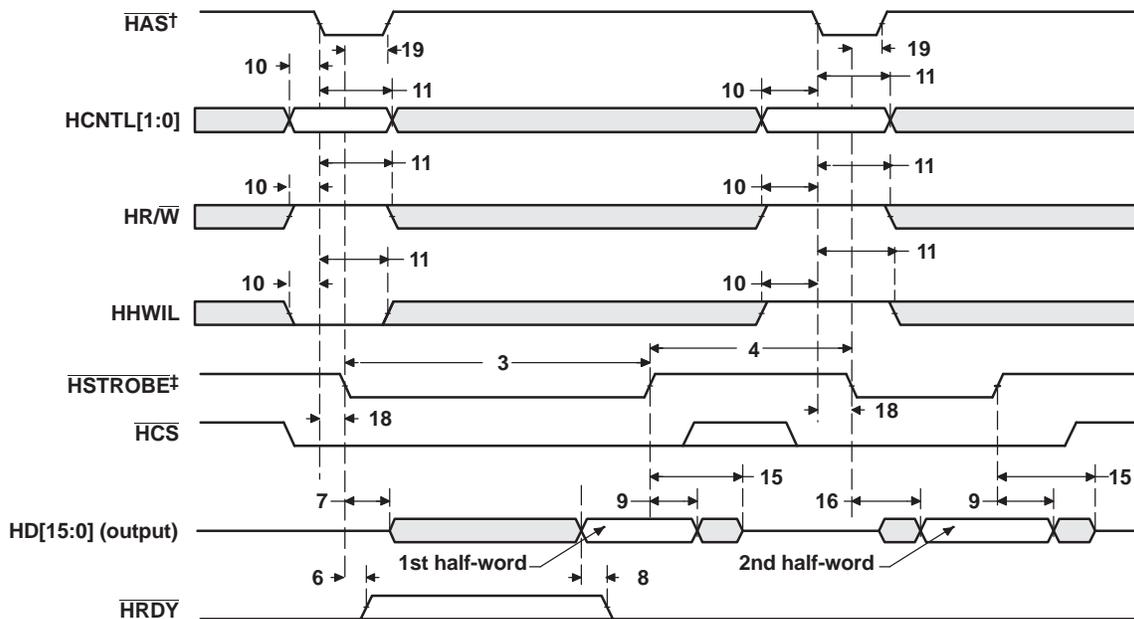 HAS†
19
19
10
11
10
11
HCNTL[1:0]
11
11
10
10
HR/W
11
11
10
10
HHWIL
3
4
HSTROBE‡
18
18
HCS
15
15
7
9
16
9
HD[15:0] (output)
1st half-word
2nd half-word
6
8
HRDY